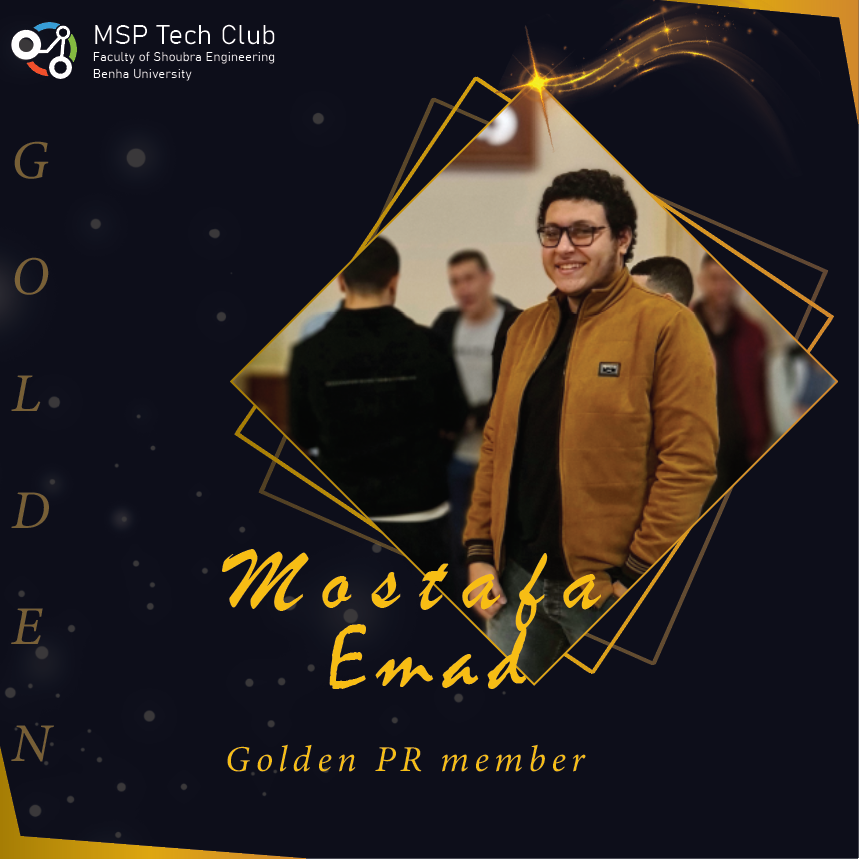 MSP Tech Club
Faculty of Shoubra Engineering
Benha University
G
O
L
D
E
N
Mostafa
Emad
Golden PR member